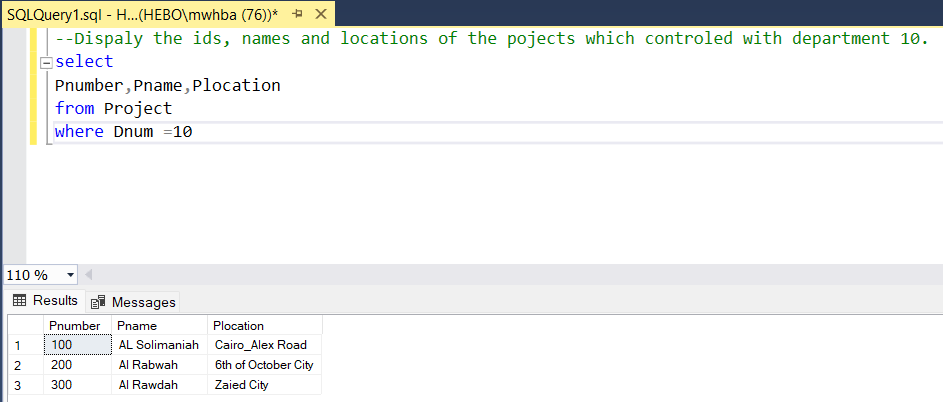 SQLQuery1.sql - H...(HEBO\mwhba (76))*
--Dispaly the ids, names and locations of the pojects which controled with department 10.
select
Pnumber,Pname,Plocation
from Project
where Dnum =10
110 %
Results Messages
Pnumber Pname Plocation
1 100 AL Solimaniah Cairo_Alex Road
2 200 Al Rabwah 6th of October City
3 300 Al Rawdah Zaied City